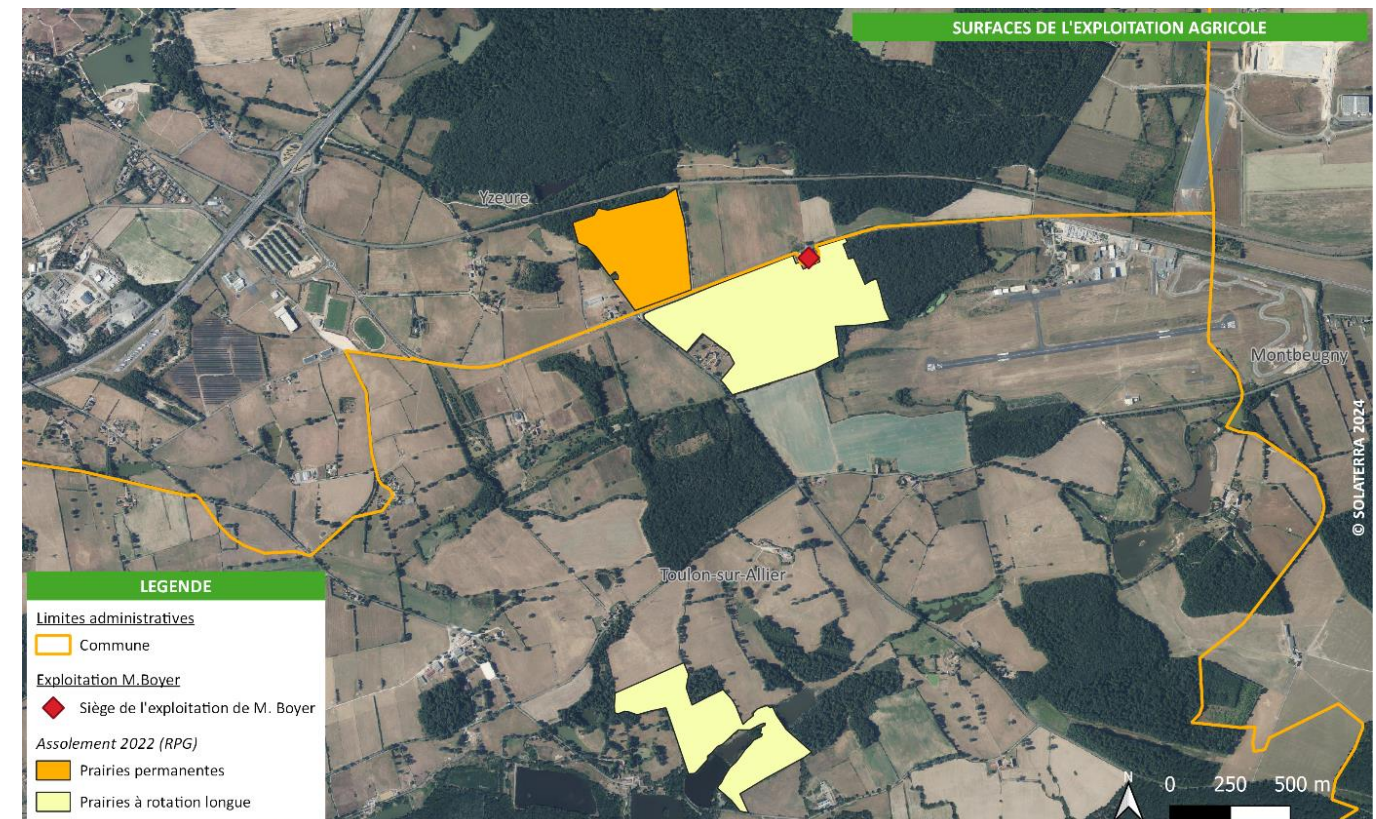 SURFACES DE L'EXPLOITATION AGRICOLE
Yzeure
Montbeugny
Toulon-sur-Allier
© SOLATERRA 2024
LEGENDE
Limites administratives
Commune
Exploitation M.Boyer
Siège de l'exploitation de M. Boyer
Assolement 2022 (RPG)
Prairies permanentes
Prairies à rotation longue
N
0 250 500 m